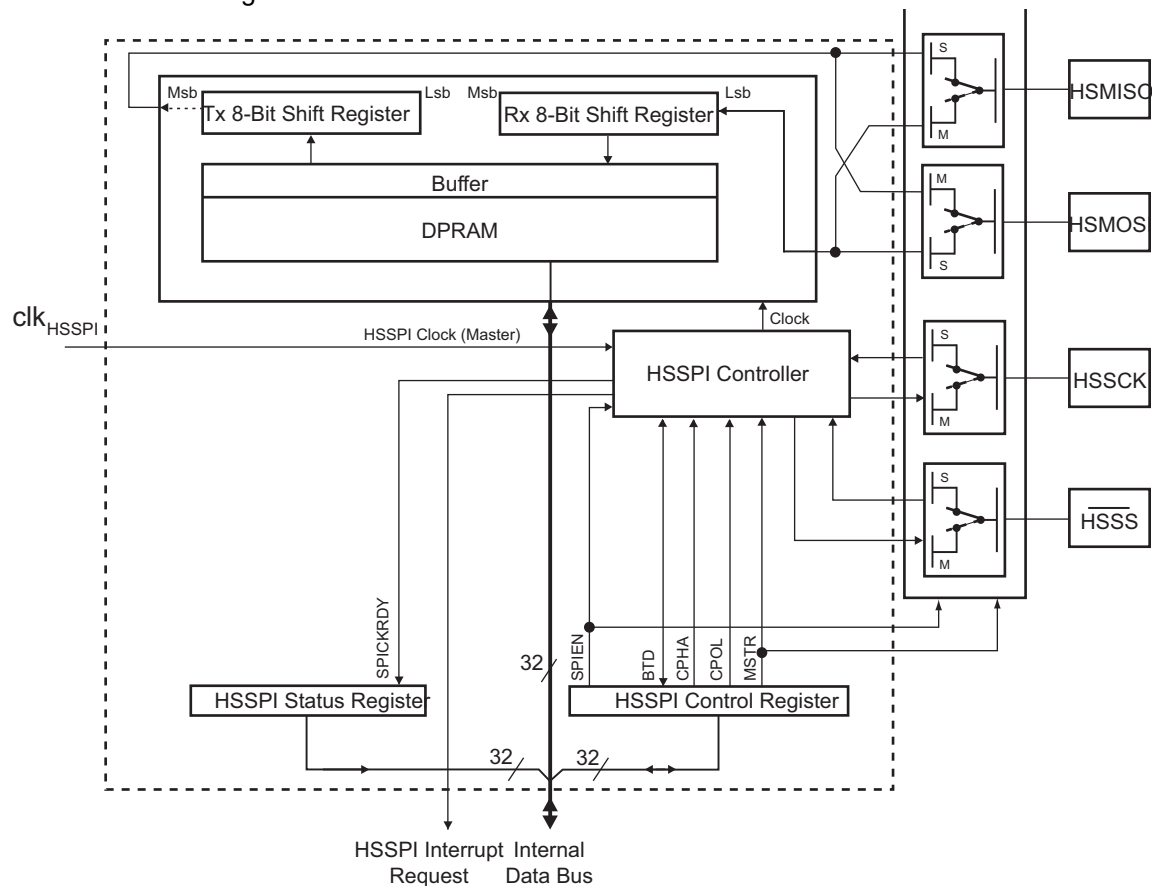 S
HSMISO
Msb
Lsb
Msb
Lsb
Tx 8-Bit Shift Register
Rx 8-Bit Shift Register
M
Buffer
M
DPRAM
HSMOSI
S
clkHSSPI
Clock
HSSPI Clock (Master)
S
HSSPI Controller
HSSCK
M
S
HSSS
M
SPICKRDY
32
SPIEN
BTD
CPHA
CPOL
MSTR
HSSPI Status Register
HSSPI Control Register
32
32
HSSPI Interrupt
Request
Internal
Data Bus